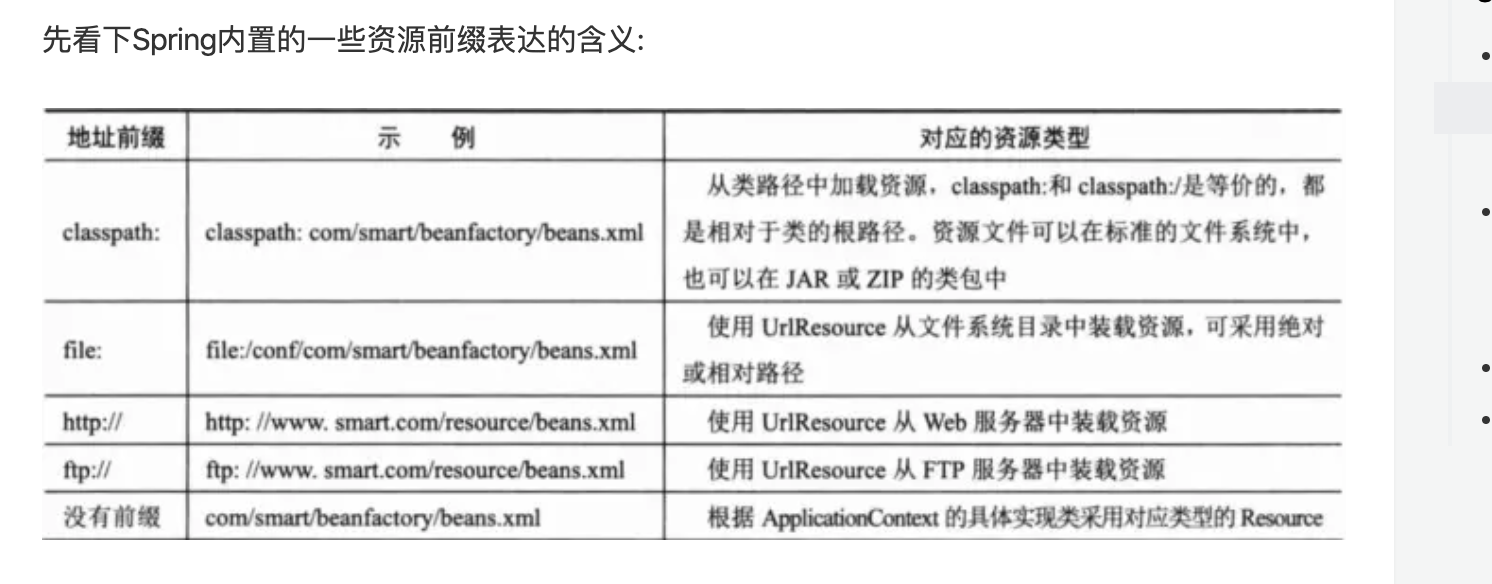 先看下Spring内置的一些资源前缀表达的含义:
地址前缀 示 例 对应的资源类型
从类路径中加载资源，classpath:和 classpath:/是等价的，都
classpath: classpath: com/smart/beanfactory/beans.xml 是相对于类的根路径。资源文件可以在标准的文件系统中，
也可以在 JAR 或 ZIP 的类包中
使用 UrlResource 从文件系统目录中装载资源，可采用绝对
file: file:/conf/com/smart/beanfactory/beans.xml
或相对路径
http:// http: //www. smart.com/resource/beans.xml 使用 UrlResource 从 Web 服务器中装载资源
ftp:// ftp: //www. smart.com/resource/beans.xml 使用 UrlResource 从 FTP 服务器中装载资源
没有前缀 com/smart/beanfactory/beans.xml 根据 ApplicationContext 的具体实现类采用对应类型的 Resource